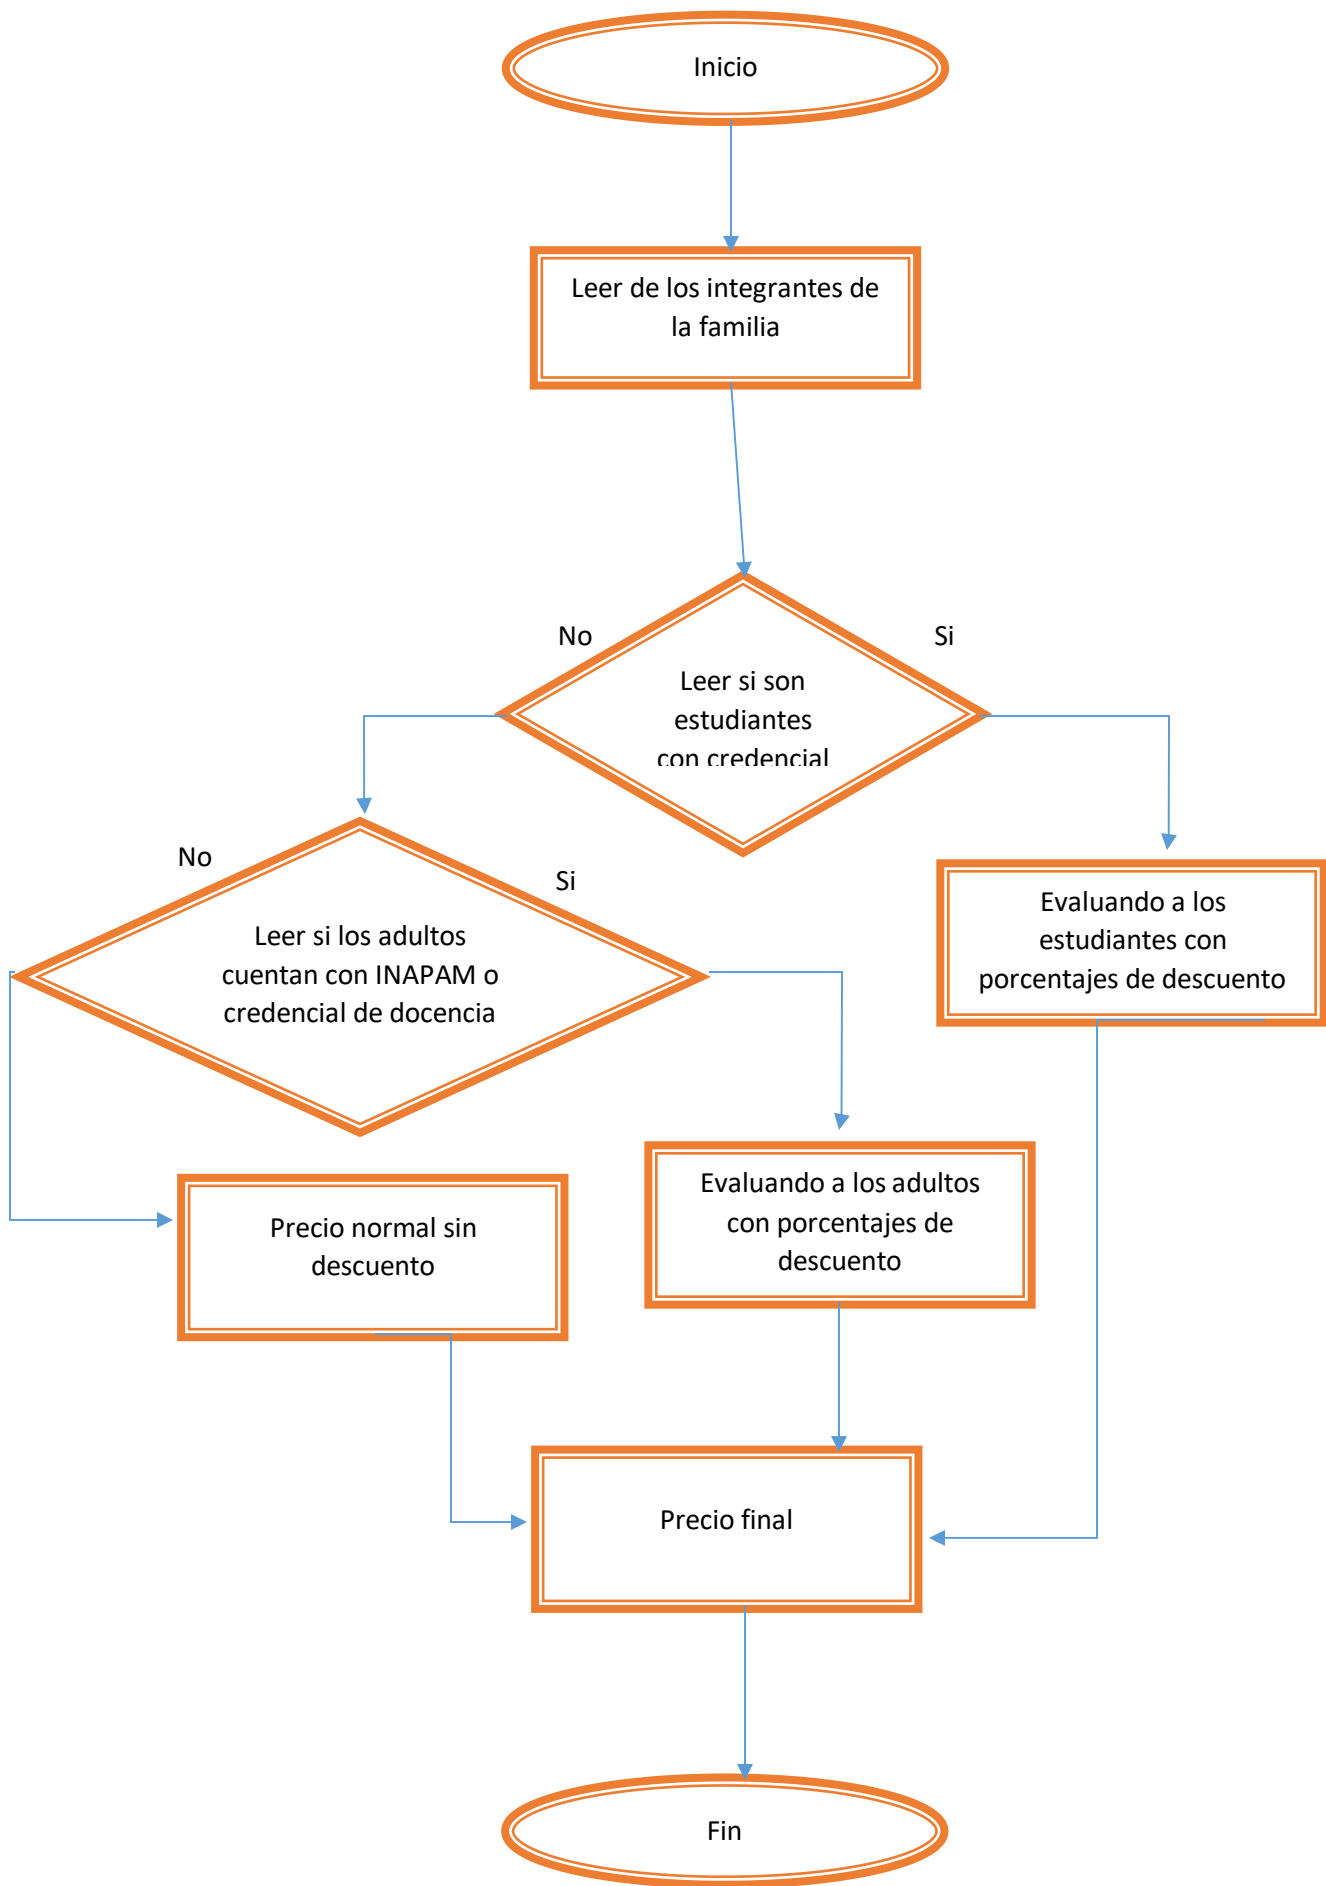 Inicio
Leer de los integrantes de
la familia
No
Si
Leer si son
estudiantes
con credencial
No
Si
Leer si los adultos
cuentan con INAPAM o
credencial de docencia
Evaluando a los
estudiantes con
porcentajes de descuento
Precio normal sin
descuento
Evaluando a los adultos
con porcentajes de
descuento
Precio final
Fin